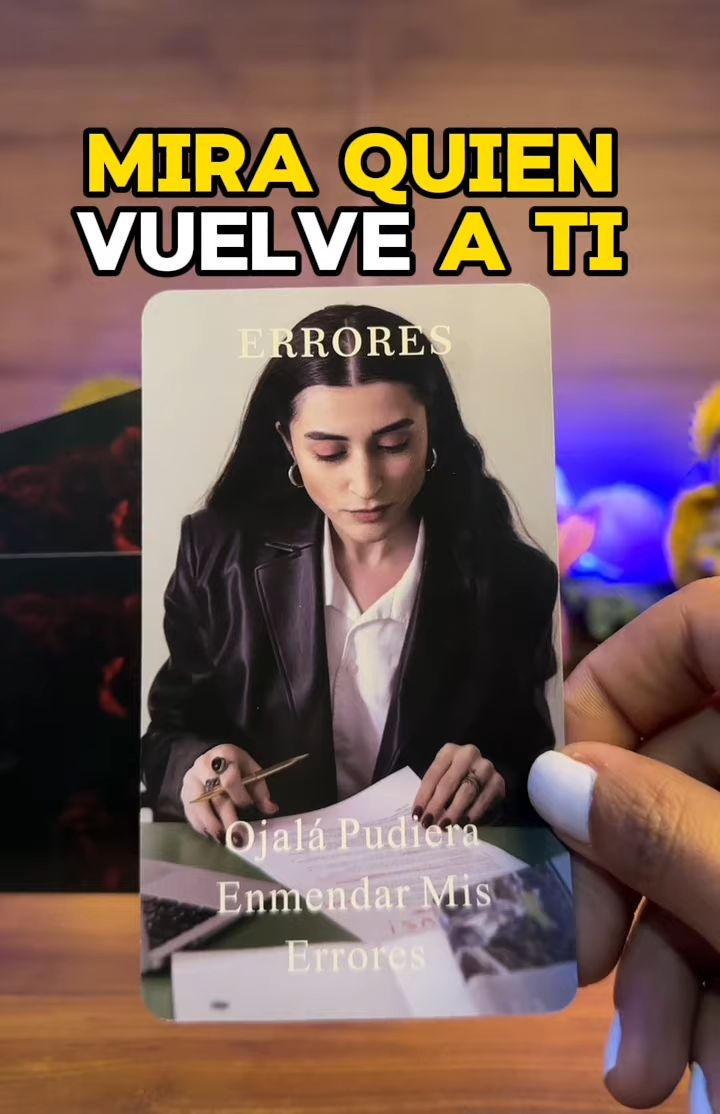 MIRA QUIEN
VUELVE A TI
ERRORES
Ojalá Pudiera
Enmendar Mis
Errores